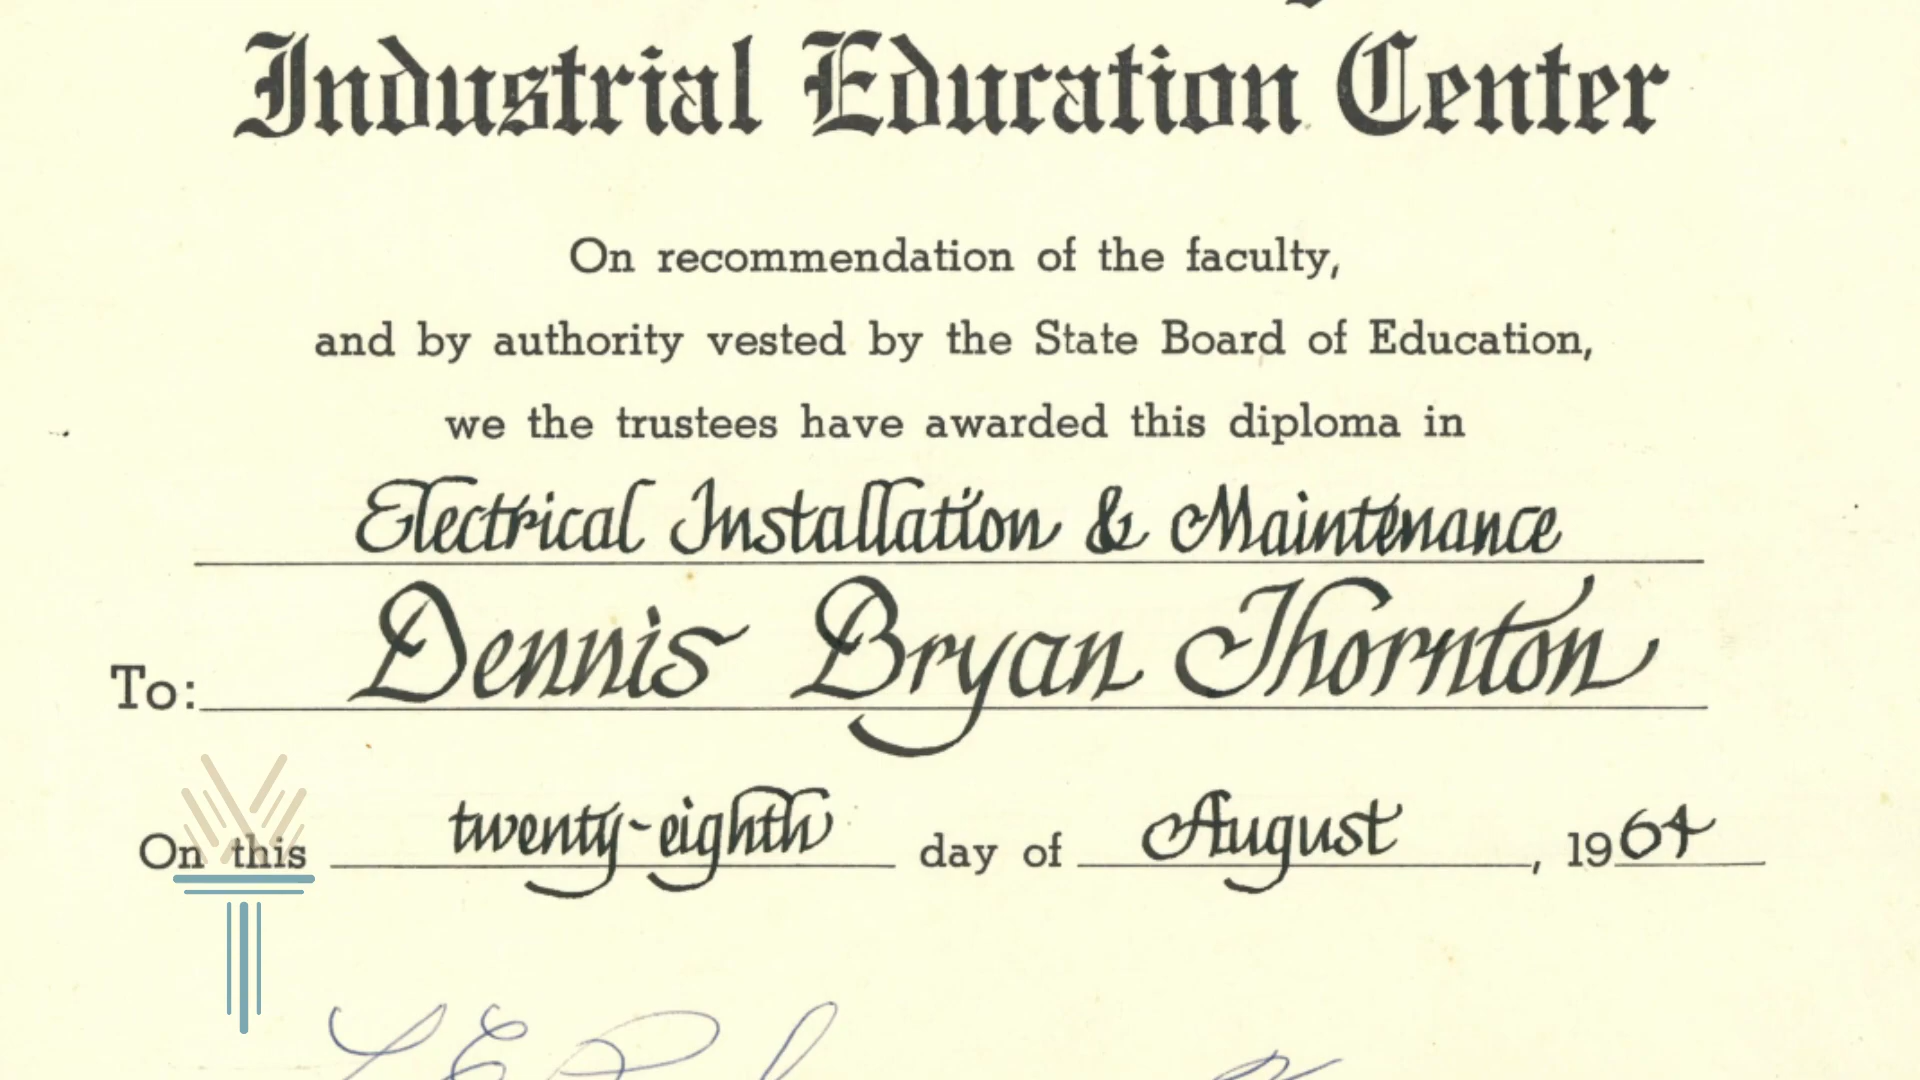 Industrial Education Center
On recommendation of the faculty,
and by authority vested by the State Board of Education,
we the trustees have awarded this diploma in
Electrical Installation & Maintenance
To: Dennis Bryan Thornton
On this twenty-eighth day of August, 1964